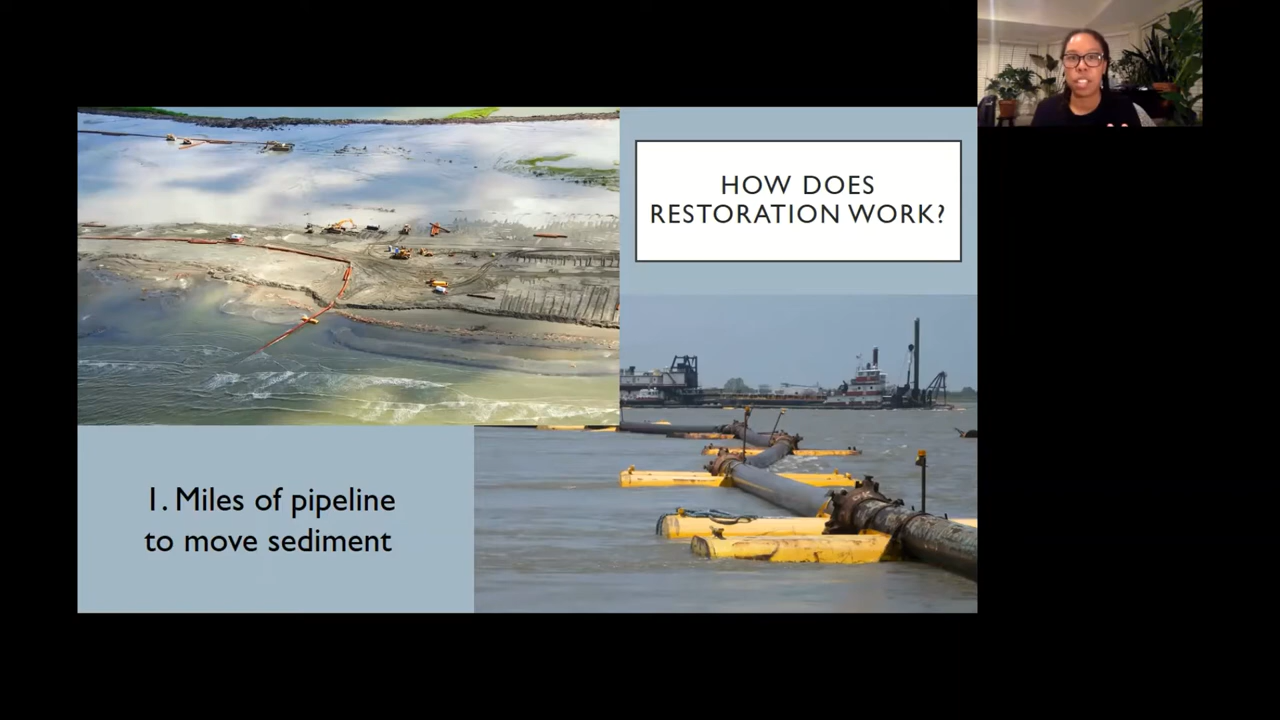 HOW DOES
RESTORATION WORK?
1. Miles of pipeline
to move sediment